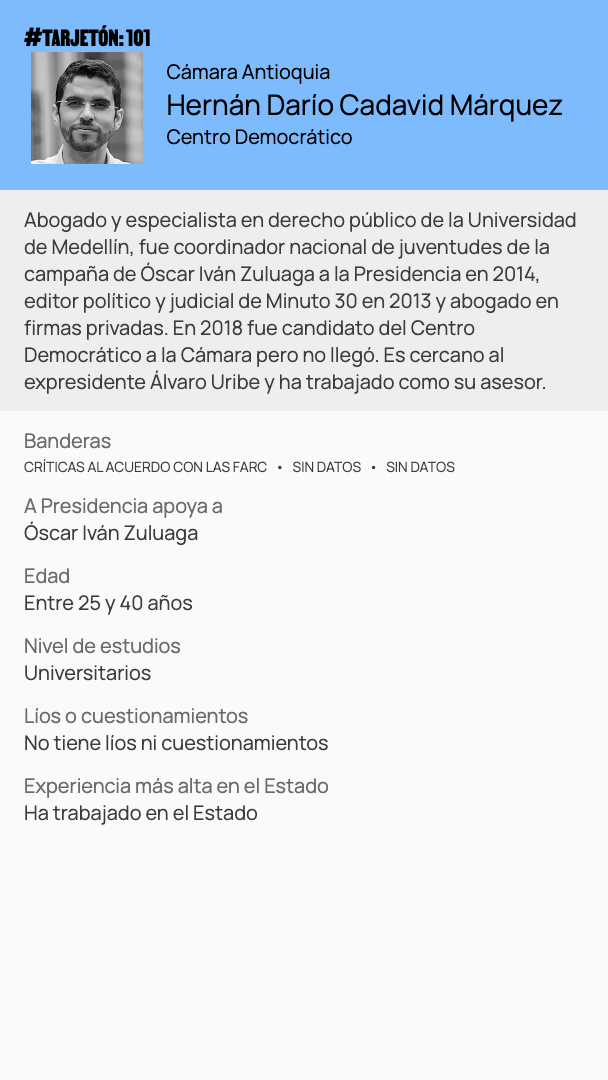 #TARJETÓN: 101
Cámara Antioquia
Hernán Darío Cadavid Márquez
Centro Democrático
Abogado y especialista en derecho público de la Universidad
de Medellín, fue coordinador nacional de juventudes de la
campaña de Óscar Iván Zuluaga a la Presidencia en 2014,
editor político y judicial de Minuto 30 en 2013 y abogado en
firmas privadas. En 2018 fue candidato del Centro
Democrático a la Cámara pero no llegó. Es cercano al
expresidente Álvaro Uribe y ha trabajado como su asesor.
Banderas
CRÍTICAS AL ACUERDO CON LAS FARC • SIN DATOS • SIN DATOS
A Presidencia apoya a
Óscar Iván Zuluaga
Edad
Entre 25 y 40 años
Nivel de estudios
Universitarios
Líos o cuestionamientos
No tiene líos ni cuestionamientos
Experiencia más alta en el Estado
Ha trabajado en el Estado